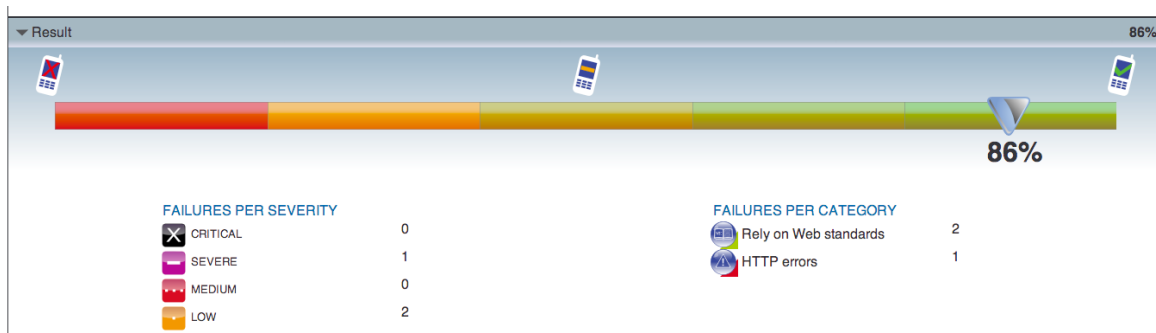 Result 86%
86%
FAILURES PER SEVERITY
CRITICAL 0
SEVERE 1
MEDIUM 0
LOW 2
FAILURES PER CATEGORY
Rely on Web standards 2
HTTP errors 1